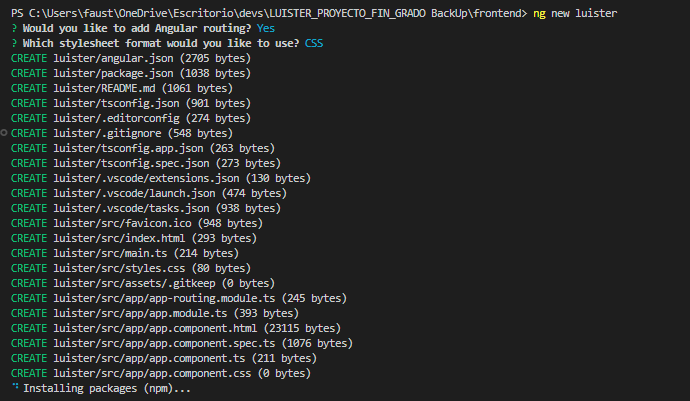 PS C:\Users\faust\OneDrive\Escritorio\devs\LUISTER_PROYECTO_FIN_GRADO BackUp\frontend> ng new luister
? Would you like to add Angular routing? Yes
? Which stylesheet format would you like to use? CSS
CREATE luister/angular.json (2705 bytes)
CREATE luister/package.json (1038 bytes)
CREATE luister/README.md (1061 bytes)
CREATE luister/tsconfig.json (901 bytes)
CREATE luister/.editorconfig (274 bytes)
CREATE luister/.gitignore (548 bytes)
CREATE luister/tsconfig.app.json (263 bytes)
CREATE luister/tsconfig.spec.json (273 bytes)
CREATE luister/.vscode/extensions.json (130 bytes)
CREATE luister/.vscode/launch.json (474 bytes)
CREATE luister/.vscode/tasks.json (938 bytes)
CREATE luister/src/favicon.ico (948 bytes)
CREATE luister/src/index.html (293 bytes)
CREATE luister/src/main.ts (214 bytes)
CREATE luister/src/styles.css (80 bytes)
CREATE luister/src/assets/.gitkeep (0 bytes)
CREATE luister/src/app/app-routing.module.ts (245 bytes)
CREATE luister/src/app/app.module.ts (393 bytes)
CREATE luister/src/app/app.component.html (23115 bytes)
CREATE luister/src/app/app.component.spec.ts (1076 bytes)
CREATE luister/src/app/app.component.ts (211 bytes)
CREATE luister/src/app/app.component.css (0 bytes)
Installing packages (npm)...